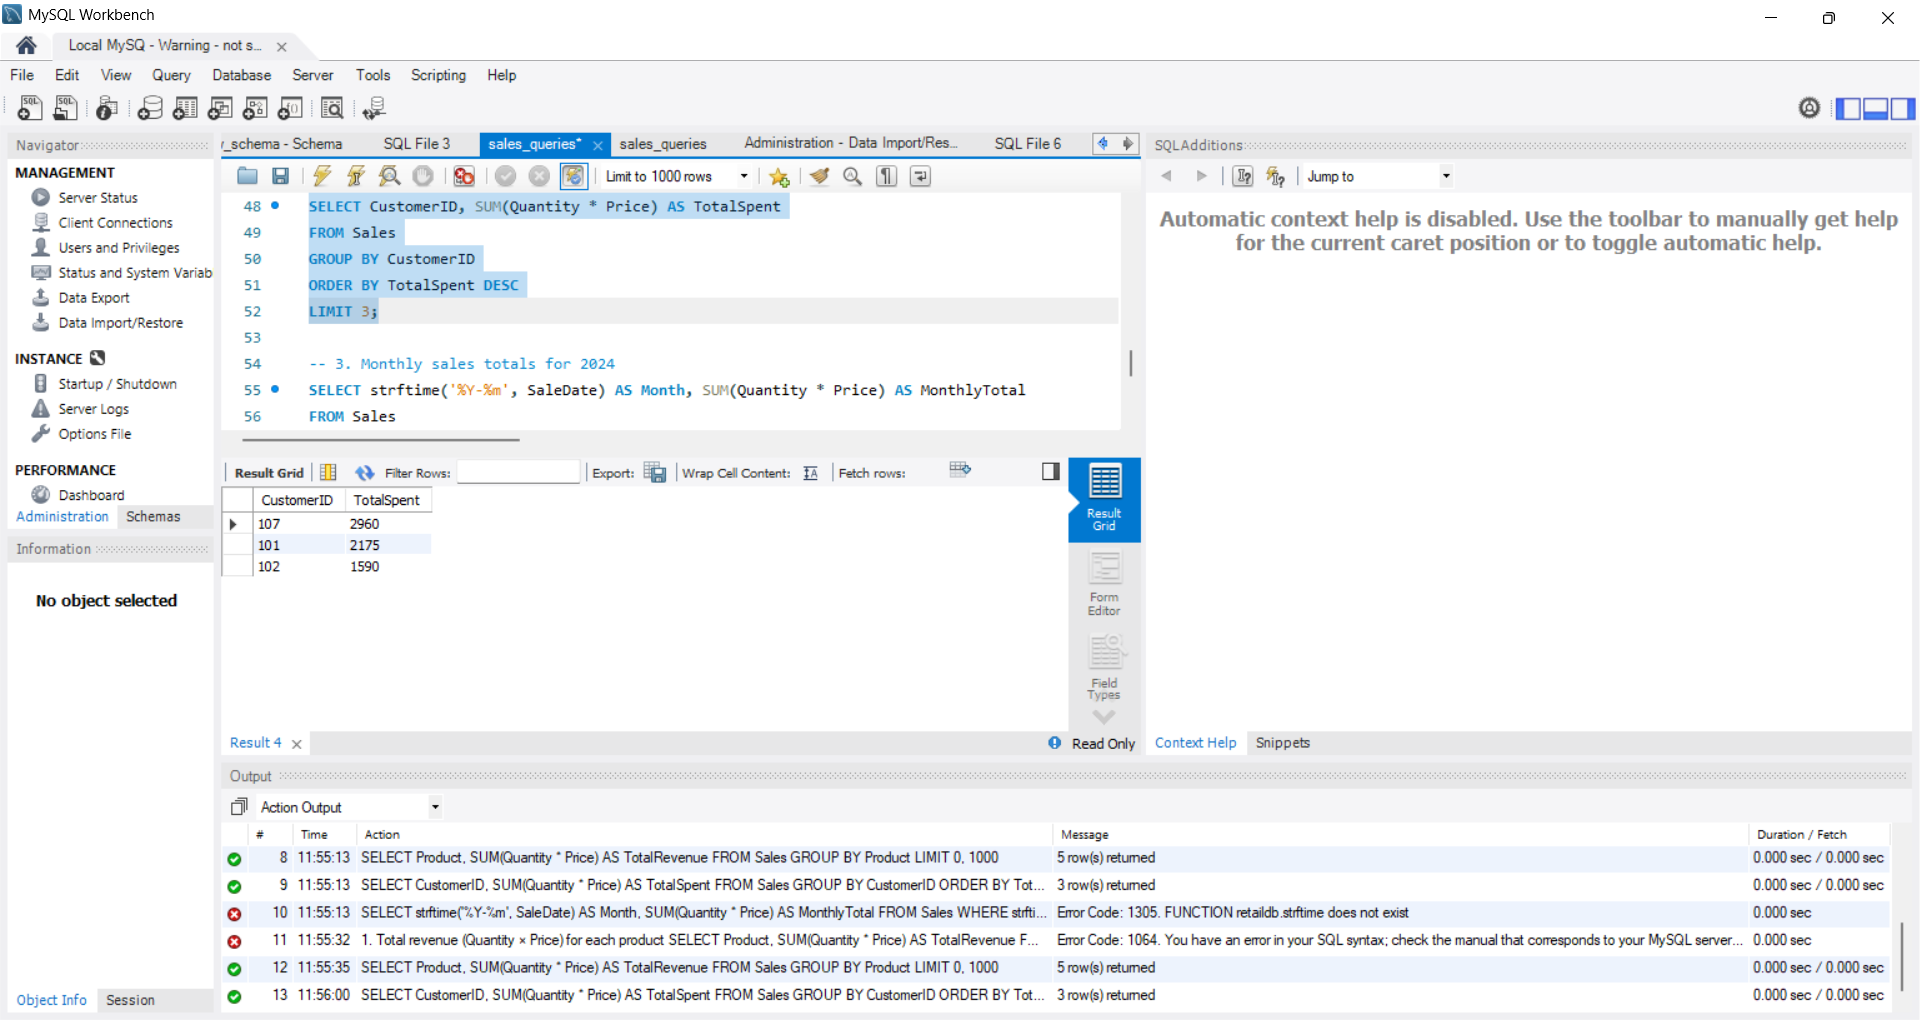 MySQL Workbench
Local MySQ - Warning - not s...
File Edit View Query Database Server Tools Scripting Help
Navigator
MANAGEMENT
Server Status
Client Connections
Users and Privileges
Status and System Variab
Data Export
Data Import/Restore
INSTANCE
Startup / Shutdown
Server Logs
Options File
PERFORMANCE
Dashboard
Administration Schemas
Information
No object selected
Object Info Session
_schema - Schema SQL File 3 sales_queries* sales_queries Administration - Data Import/Res... SQL File 6
Limit to 1000 rows
48 SELECT CustomerID, SUM(Quantity * Price) AS TotalSpent
49 FROM Sales
50 GROUP BY CustomerID
51 ORDER BY TotalSpent DESC
52 LIMIT 3;
53
54 -- 3. Monthly sales totals for 2024
55 SELECT strftime('%Y-%m', SaleDate) AS Month, SUM(Quantity * Price) AS MonthlyTotal
56 FROM Sales
Result Grid Filter Rows: Export: Wrap Cell Content: Fetch rows:
CustomerID TotalSpent
107 2960
101 2175
102 1590
Result Grid
Form Editor
Field Types
Result 4 Read Only
SQLAdditions
Jump to
Automatic context help is disabled. Use the toolbar to manually get help
for the current caret position or to toggle automatic help.
Context Help Snippets
Output
Action Output
# Time Action Message Duration / Fetch
8 11:55:13 SELECT Product, SUM(Quantity * Price) AS TotalRevenue FROM Sales GROUP BY Product LIMIT 0, 1000 5 row(s) returned 0.000 sec / 0.000 sec
9 11:55:13 SELECT CustomerID, SUM(Quantity * Price) AS TotalSpent FROM Sales GROUP BY CustomerID ORDER BY Tot... 3 row(s) returned 0.000 sec / 0.000 sec
10 11:55:13 SELECT strftime('%Y-%m', SaleDate) AS Month, SUM(Quantity * Price) AS MonthlyTotal FROM Sales WHERE strfti... Error Code: 1305. FUNCTION retaildb.strftime does not exist 0.000 sec
11 11:55:32 1. Total revenue (Quantity × Price) for each product SELECT Product, SUM(Quantity * Price) AS TotalRevenue F... Error Code: 1064. You have an error in your SQL syntax; check the manual that corresponds to your MySQL server... 0.000 sec
12 11:55:35 SELECT Product, SUM(Quantity * Price) AS TotalRevenue FROM Sales GROUP BY Product LIMIT 0, 1000 5 row(s) returned 0.000 sec / 0.000 sec
13 11:56:00 SELECT CustomerID, SUM(Quantity * Price) AS TotalSpent FROM Sales GROUP BY CustomerID ORDER BY Tot... 3 row(s) returned 0.000 sec / 0.000 sec